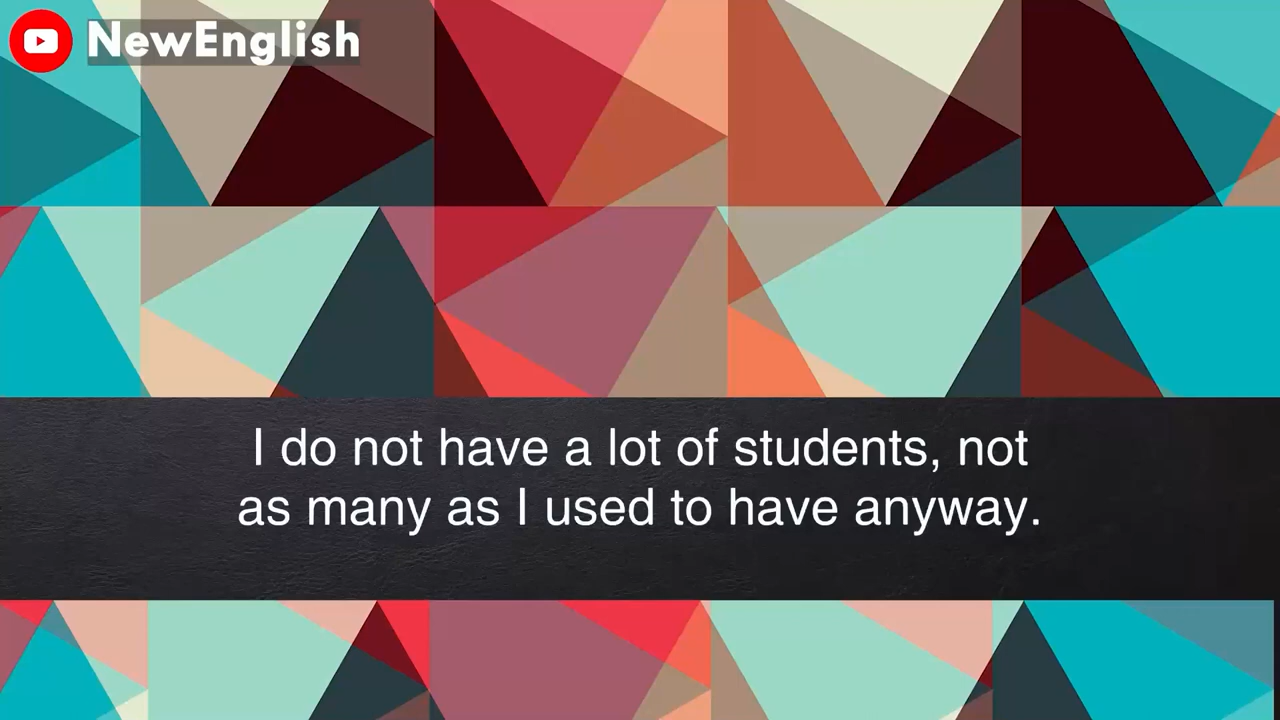 NewEnglish
I do not have a lot of students, not
as many as I used to have anyway.